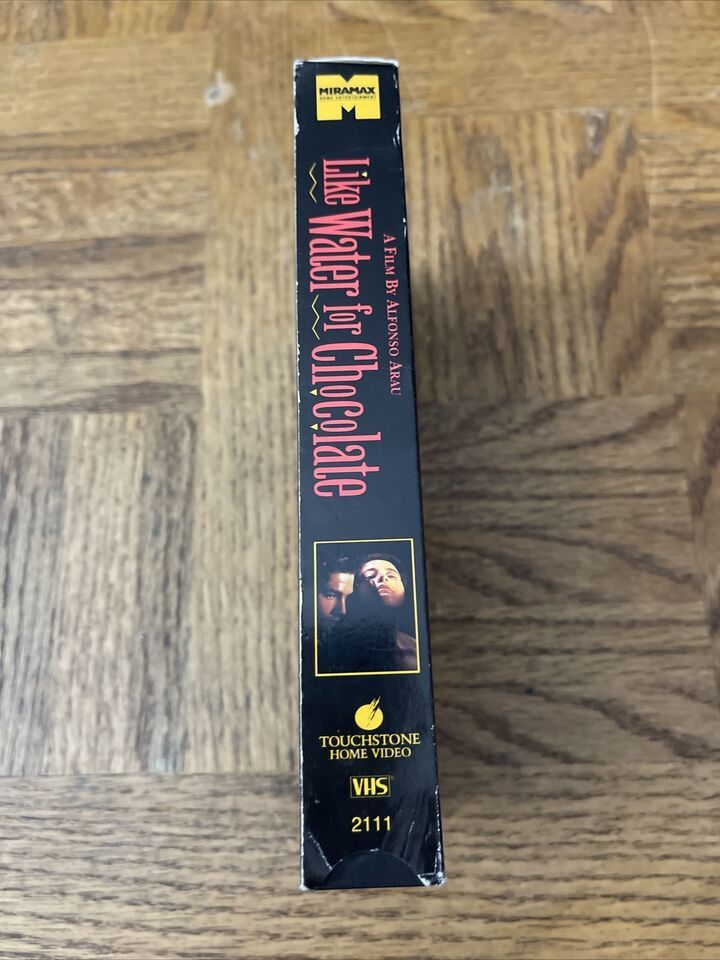 MIRAMAX
HOME ENTERTAINMENT
A FILM BY ALFONSO ARAU
Like Water for Chocolate
TOUCHSTONE
HOME VIDEO
VHS
2111